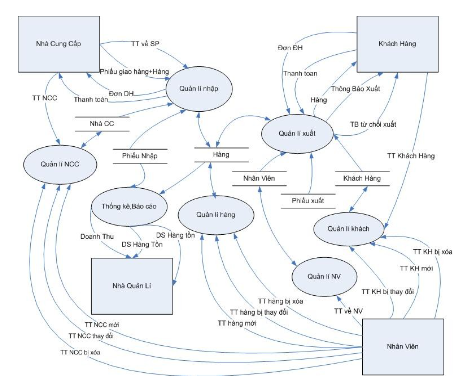 Nhà Cung Cấp
TT về SP
Đơn ĐH
Khách Hàng
Phiếu giao hàng+Hàng
Thanh toan
Đơn DH
Thanh toan
Quản lí nhập
Thông Báo Xuất
Hàng
TT NCC
Nhà CC
Quản lí xuất
TB từ chối xuất
Quản lí NCC
Phiếu Nhập
Hàng
TT Khách Hàng
Nhân Viên
Khách Hàng
Thống kê,Báo cáo
Quản lí hàng
Phiếu xuất
Quản lí khách
Doanh Thu
DS Hàng tồn
DS Hàng Tồn
TT KH bị xóa
TT KH mới
Nhà Quản Lí
Quản lí NV
TT KH bị thay đổi
TT hàng bị xóa
TT hàng bị thay đổi
TT về NV
TT hàng mới
TT NCC mới
TT NCC thay đổi
TT NCC bị xóa
Nhân Viên